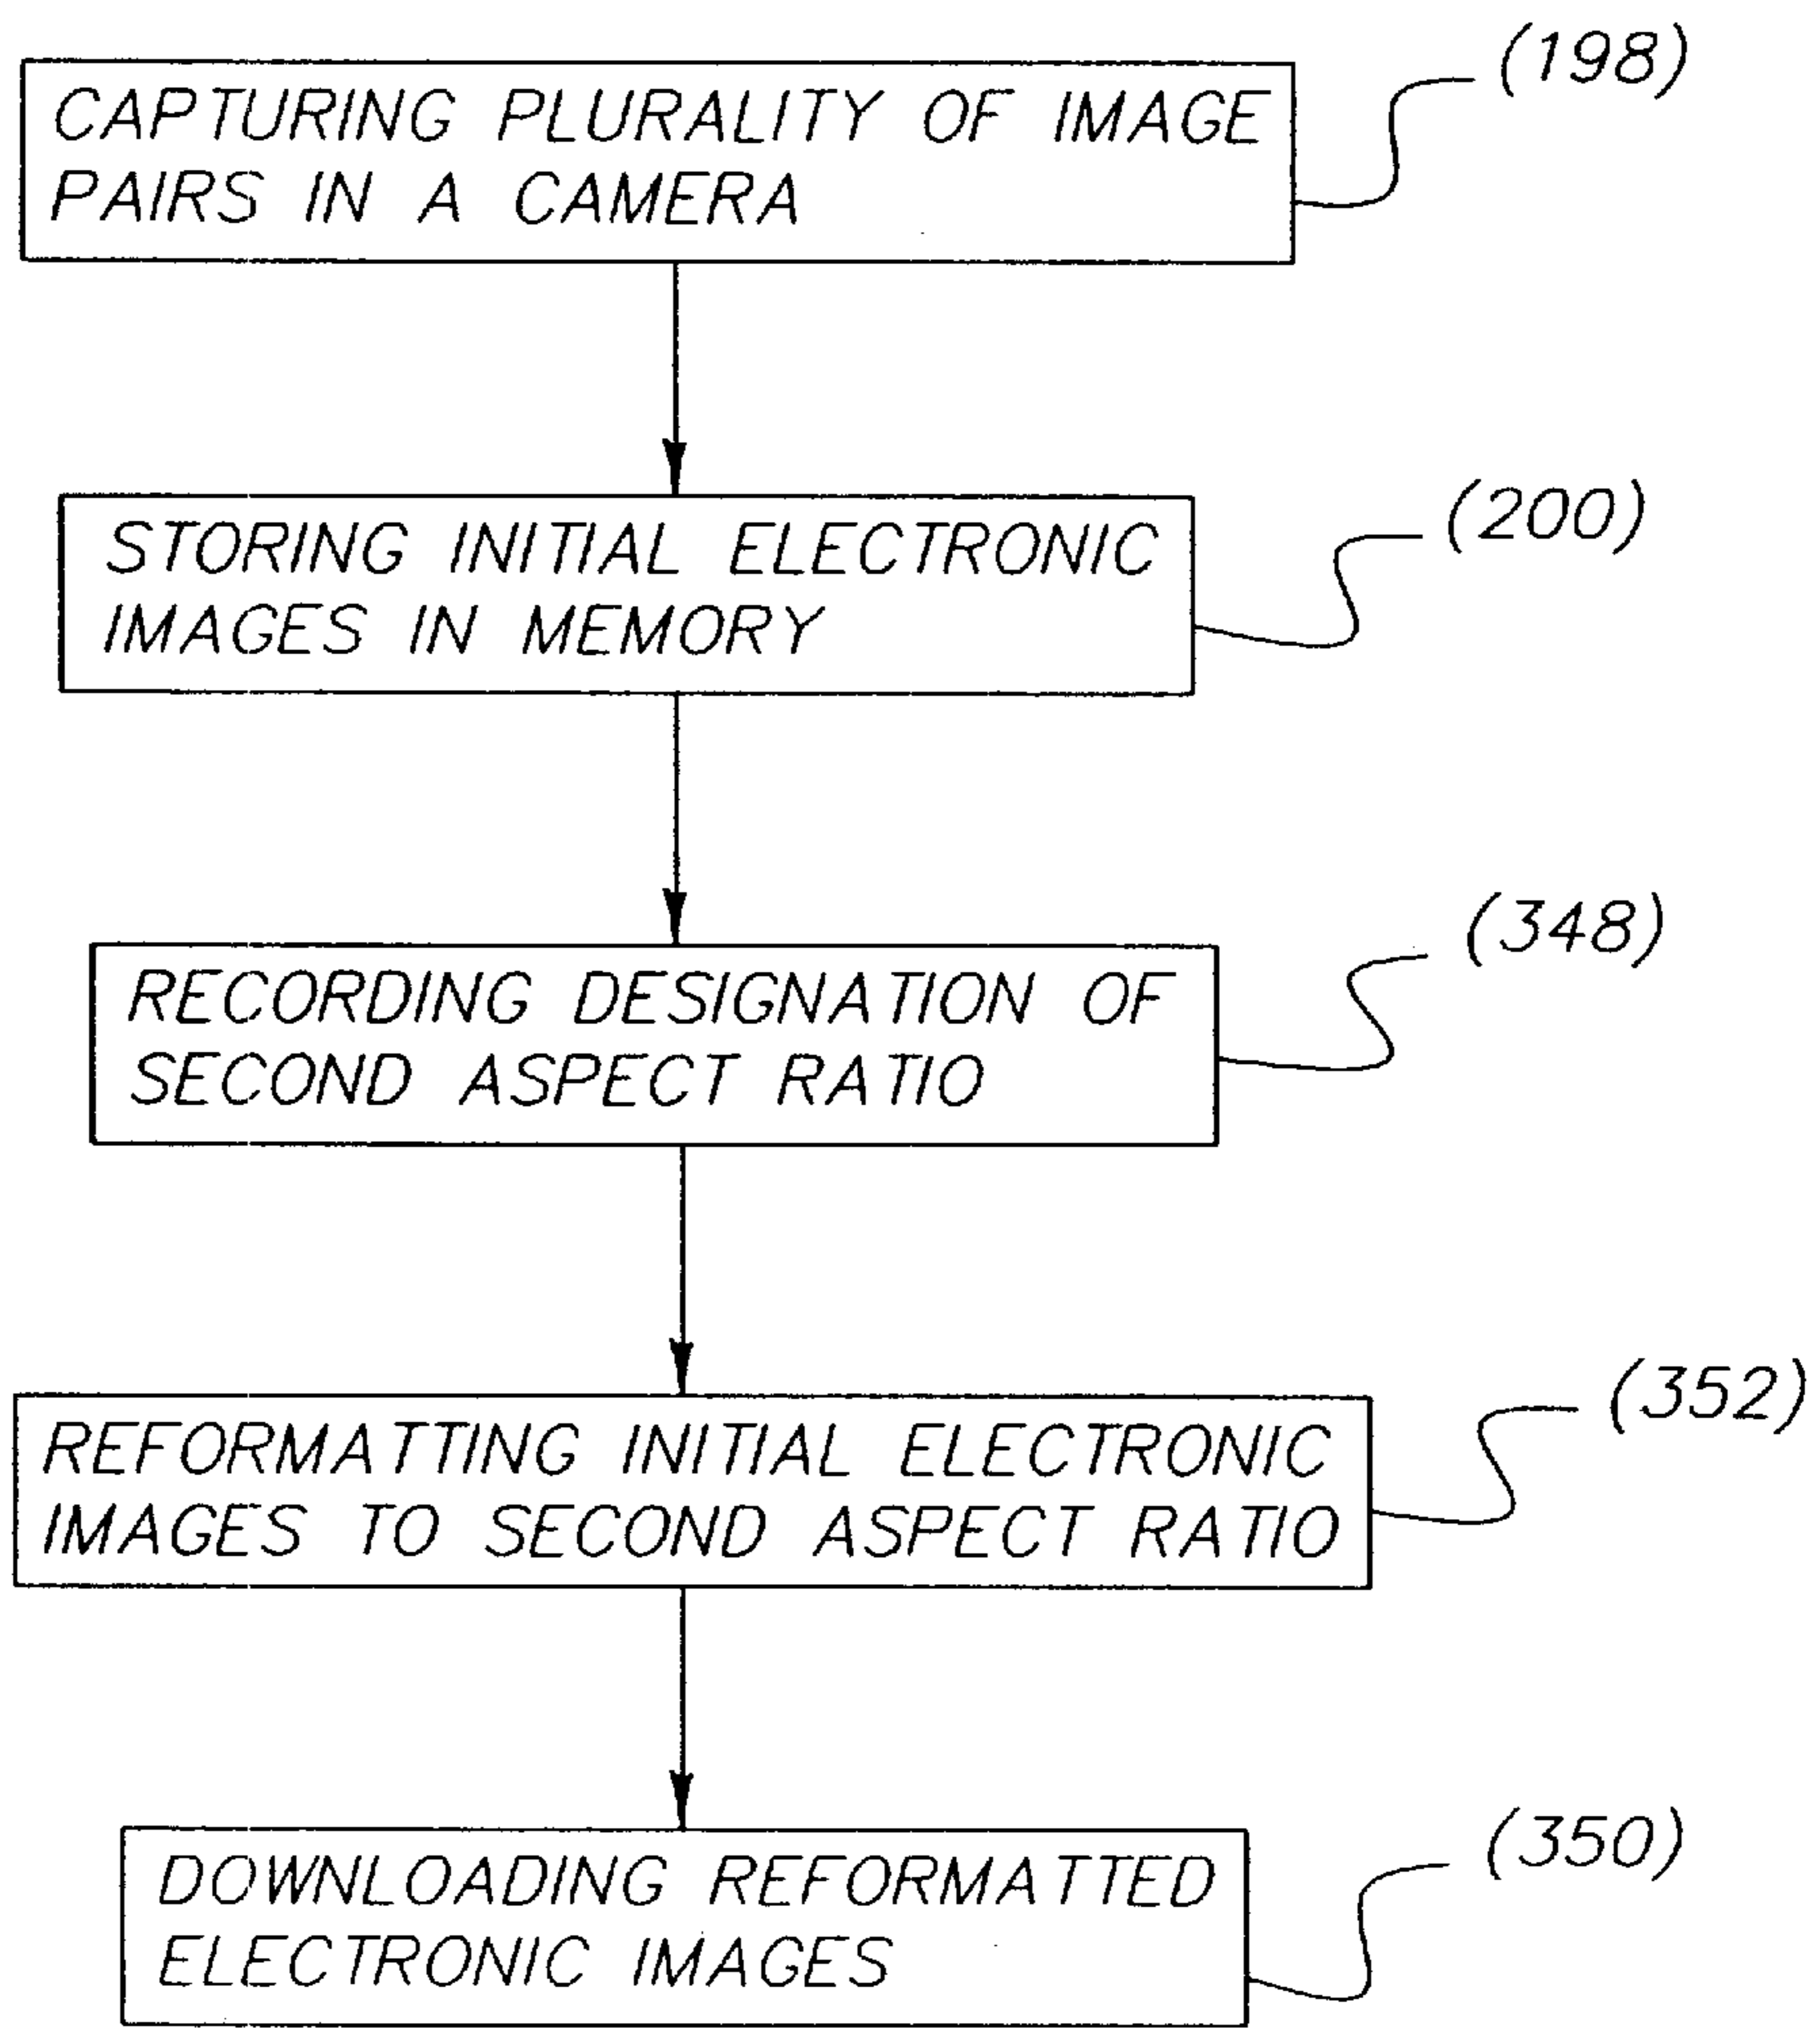 (198)
CAPTURING PLURALITY OF IMAGE
PAIRS IN A CAMERA
(200)
STORING INITIAL ELECTRONIC
IMAGES IN MEMORY
(348)
RECORDING DESIGNATION OF
SECOND ASPECT RATIO
(352)
REFORMATTING INITIAL ELECTRONIC
IMAGES TO SECOND ASPECT RATIO
(350)
DOWNLOADING REFORMATTED
ELECTRONIC IMAGES